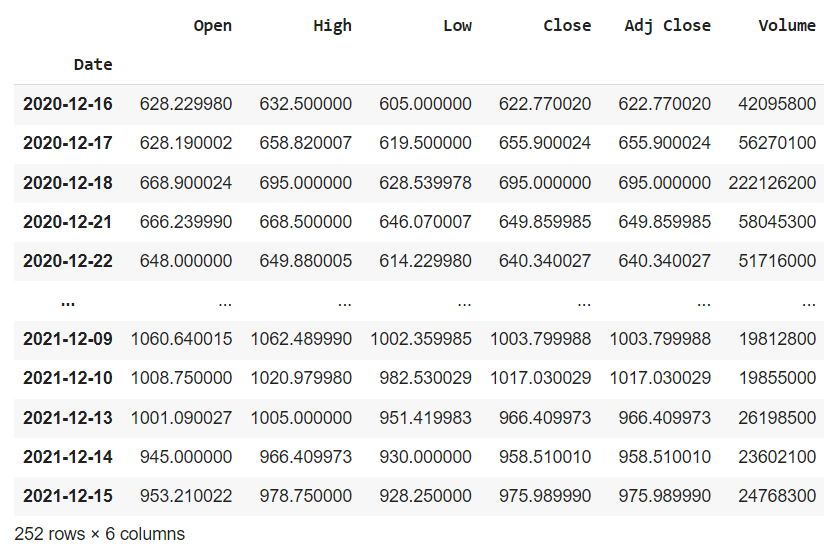 Open High Low Close Adj Close Volume
Date
2020-12-16 628.229980 632.500000 605.000000 622.770020 622.770020 42095800
2020-12-17 628.190002 658.820007 619.500000 655.900024 655.900024 56270100
2020-12-18 668.900024 695.000000 628.539978 695.000000 695.000000 222126200
2020-12-21 666.239990 668.500000 646.070007 649.859985 649.859985 58045300
2020-12-22 648.000000 649.880005 614.229980 640.340027 640.340027 51716000
... ... ... ... ... ... ...
2021-12-09 1060.640015 1062.489990 1002.359985 1003.799988 1003.799988 19812800
2021-12-10 1008.750000 1020.979980 982.530029 1017.030029 1017.030029 19855000
2021-12-13 1001.090027 1005.000000 951.419983 966.409973 966.409973 26198500
2021-12-14 945.000000 966.409973 930.000000 958.510010 958.510010 23602100
2021-12-15 953.210022 978.750000 928.250000 975.989990 975.989990 24768300
252 rows × 6 columns